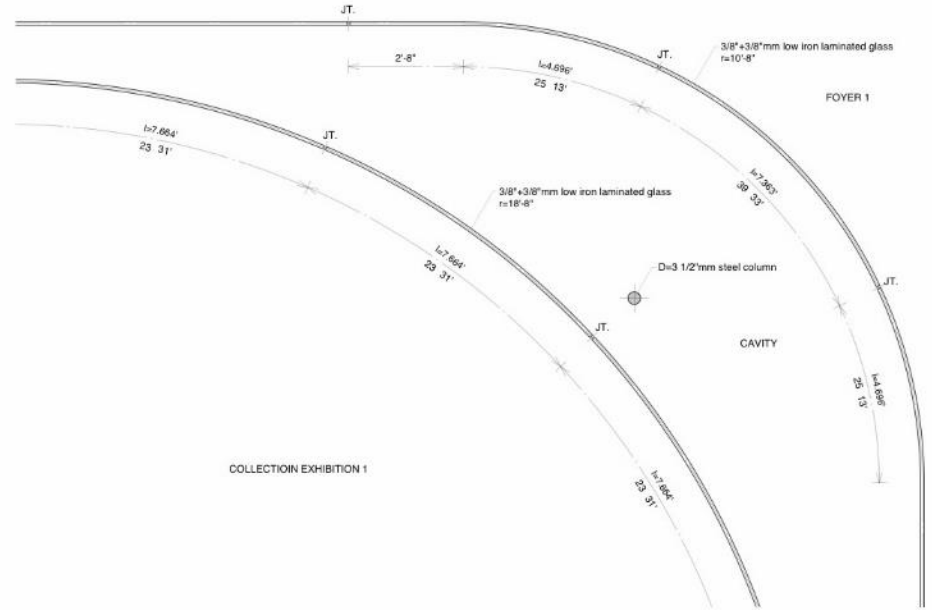 JT.
JT.
3/8"+3/8"mm low iron laminated glass
r=10'-8"
2'-8"
l=4.696'
25 13'
FOYER 1
JT.
l=7.664'
23 31'
l=7.363'
39 33'
3/8"+3/8"mm low iron laminated glass
r=18'-8"
l=7.664'
23 31'
D=3 1/2"mm steel column
JT.
JT.
CAVITY
l=4.696'
25 13'
COLLECTIOIN EXHIBITION 1
l=7.664'
23 31'